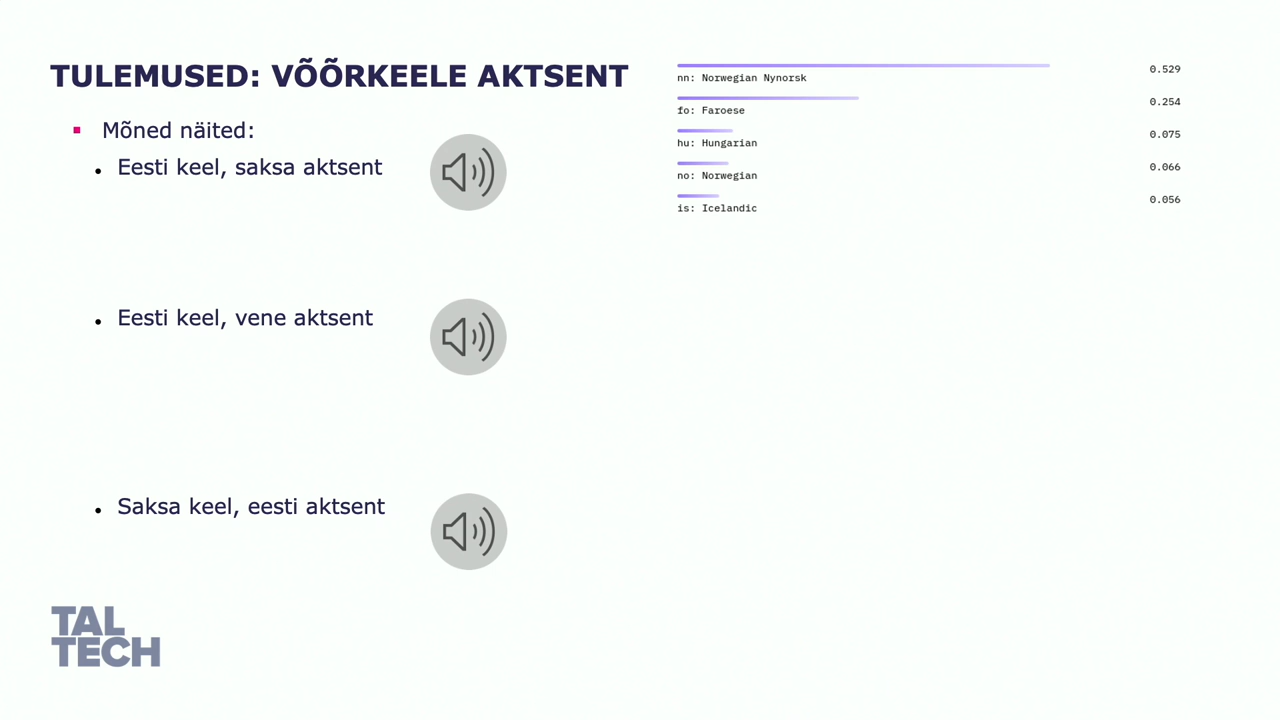 TULEMUSED: VÕÕRKEELE AKTSENT
Mõned näited:
Eesti keel, saksa aktsent
Eesti keel, vene aktsent
Saksa keel, eesti aktsent
nn: Norwegian Nynorsk 0.529
fo: Faroese 0.254
hu: Hungarian 0.075
no: Norwegian 0.066
is: Icelandic 0.056
TAL
TECH